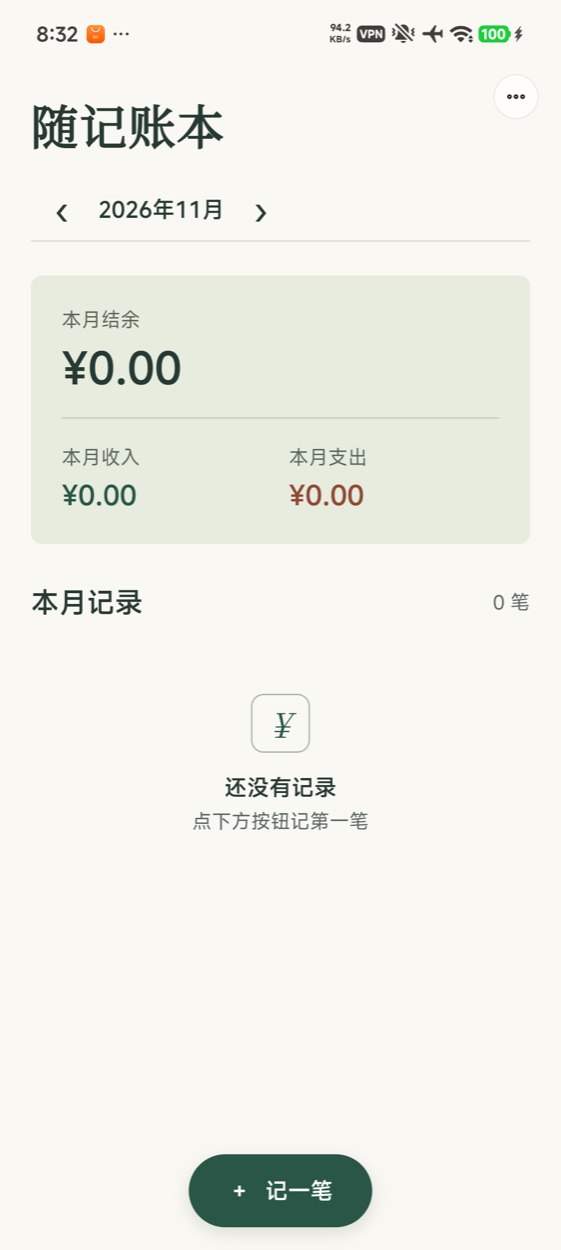 8:32 ... 94.2 KB/s VPN 100
随记账本
‹ 2026年11月 ›
本月结余
¥0.00
本月收入 本月支出
¥0.00 ¥0.00
本月记录 0 笔
¥
还没有记录
点下方按钮记第一笔
+ 记一笔